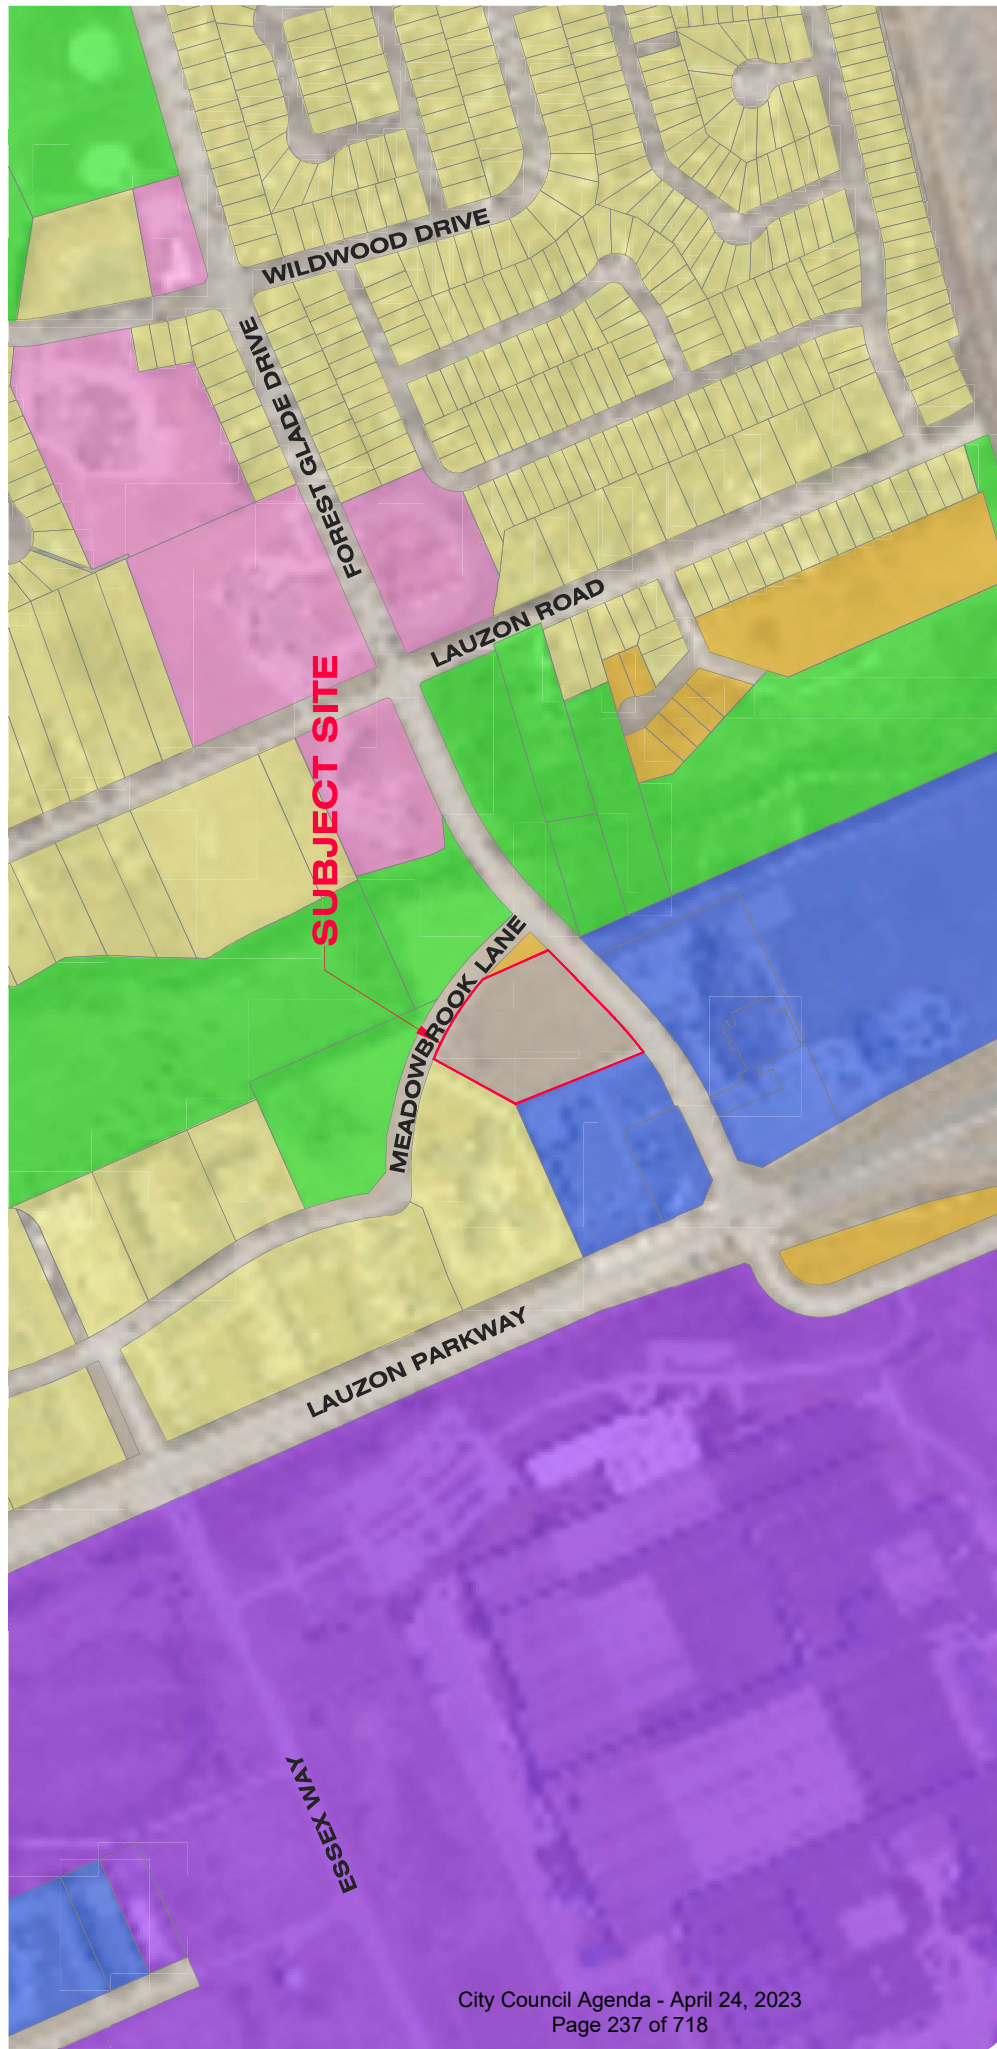 WILDWOOD DRIVE
FOREST GLADE DRIVE
LAUZON ROAD
SUBJECT SITE
MEADOWBROOK LANE
LAUZON PARKWAY
ESSEX WAY
City Council Agenda - April 24, 2023
Page 237 of 718